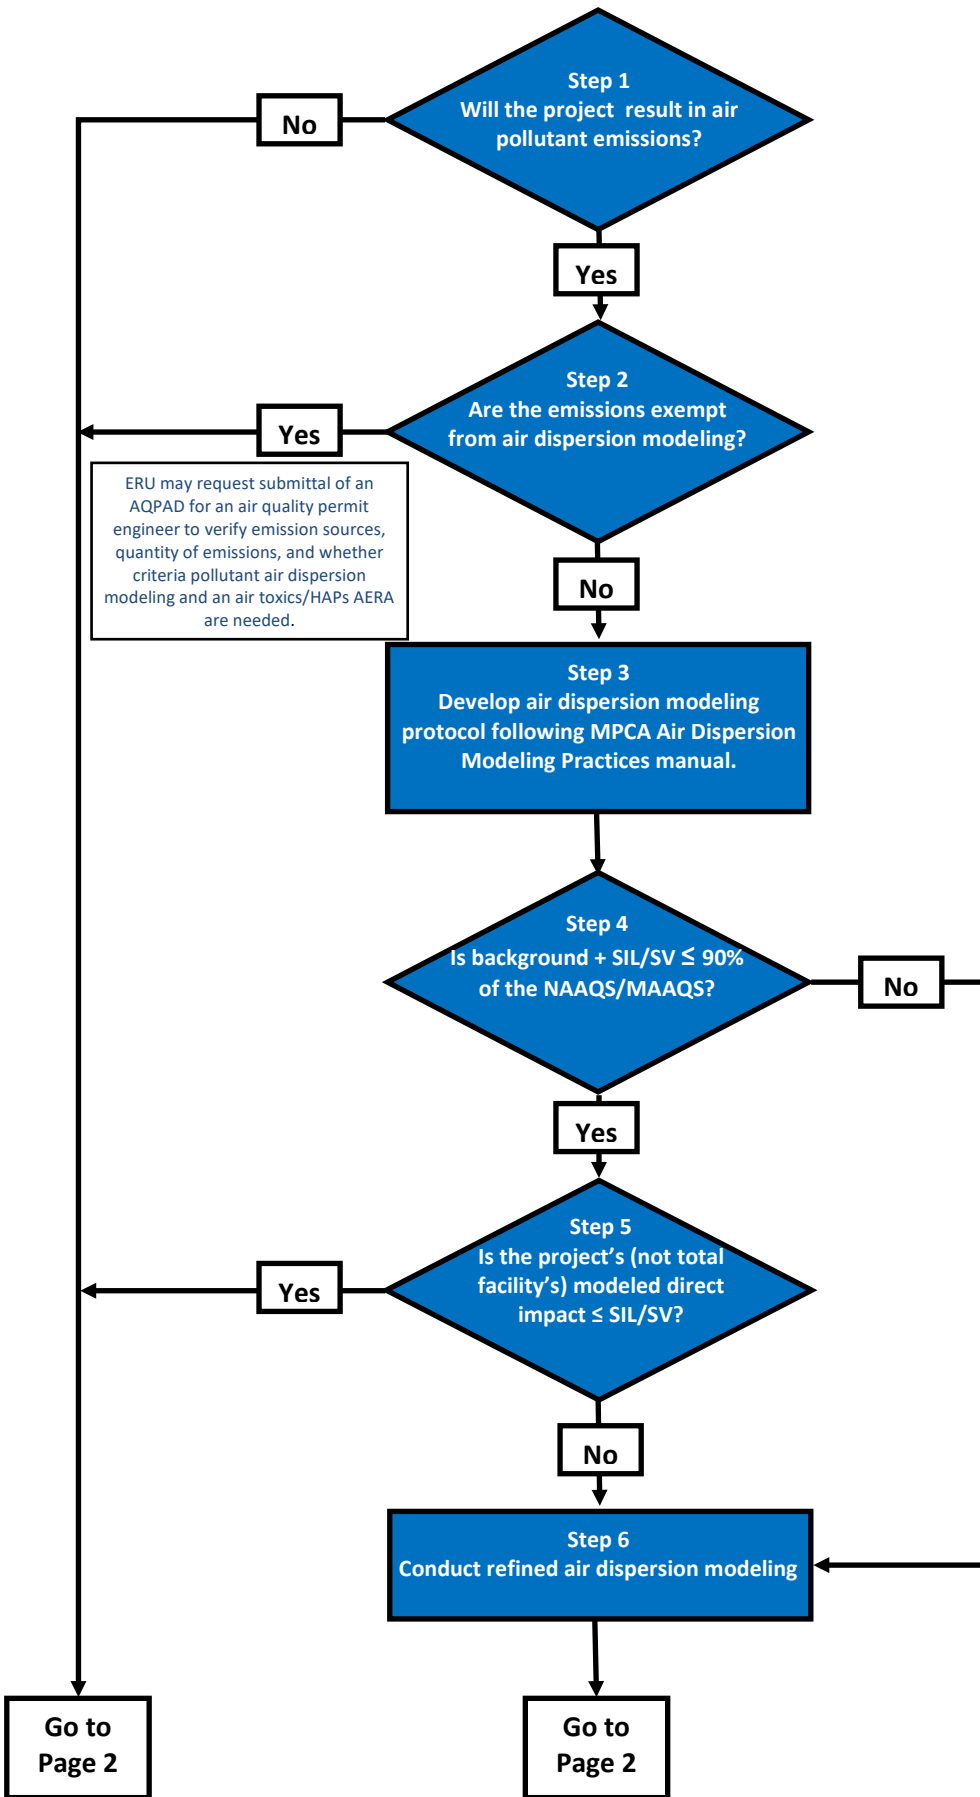 Step 1
Will the project result in air
pollutant emissions?
No
Yes
Step 2
Are the emissions exempt
from air dispersion modeling?
Yes
ERU may request submittal of an
AQPAD for an air quality permit
engineer to verify emission sources,
quantity of emissions, and whether
criteria pollutant air dispersion
modeling and an air toxics/HAPs AERA
are needed.
No
Step 3
Develop air dispersion modeling
protocol following MPCA Air Dispersion
Modeling Practices manual.
Step 4
Is background + SIL/SV ≤ 90%
of the NAAQS/MAAQS?
No
Yes
Step 5
Is the project’s (not total
facility’s) modeled direct
impact ≤ SIL/SV?
Yes
No
Step 6
Conduct refined air dispersion modeling
Go to
Page 2
Go to
Page 2